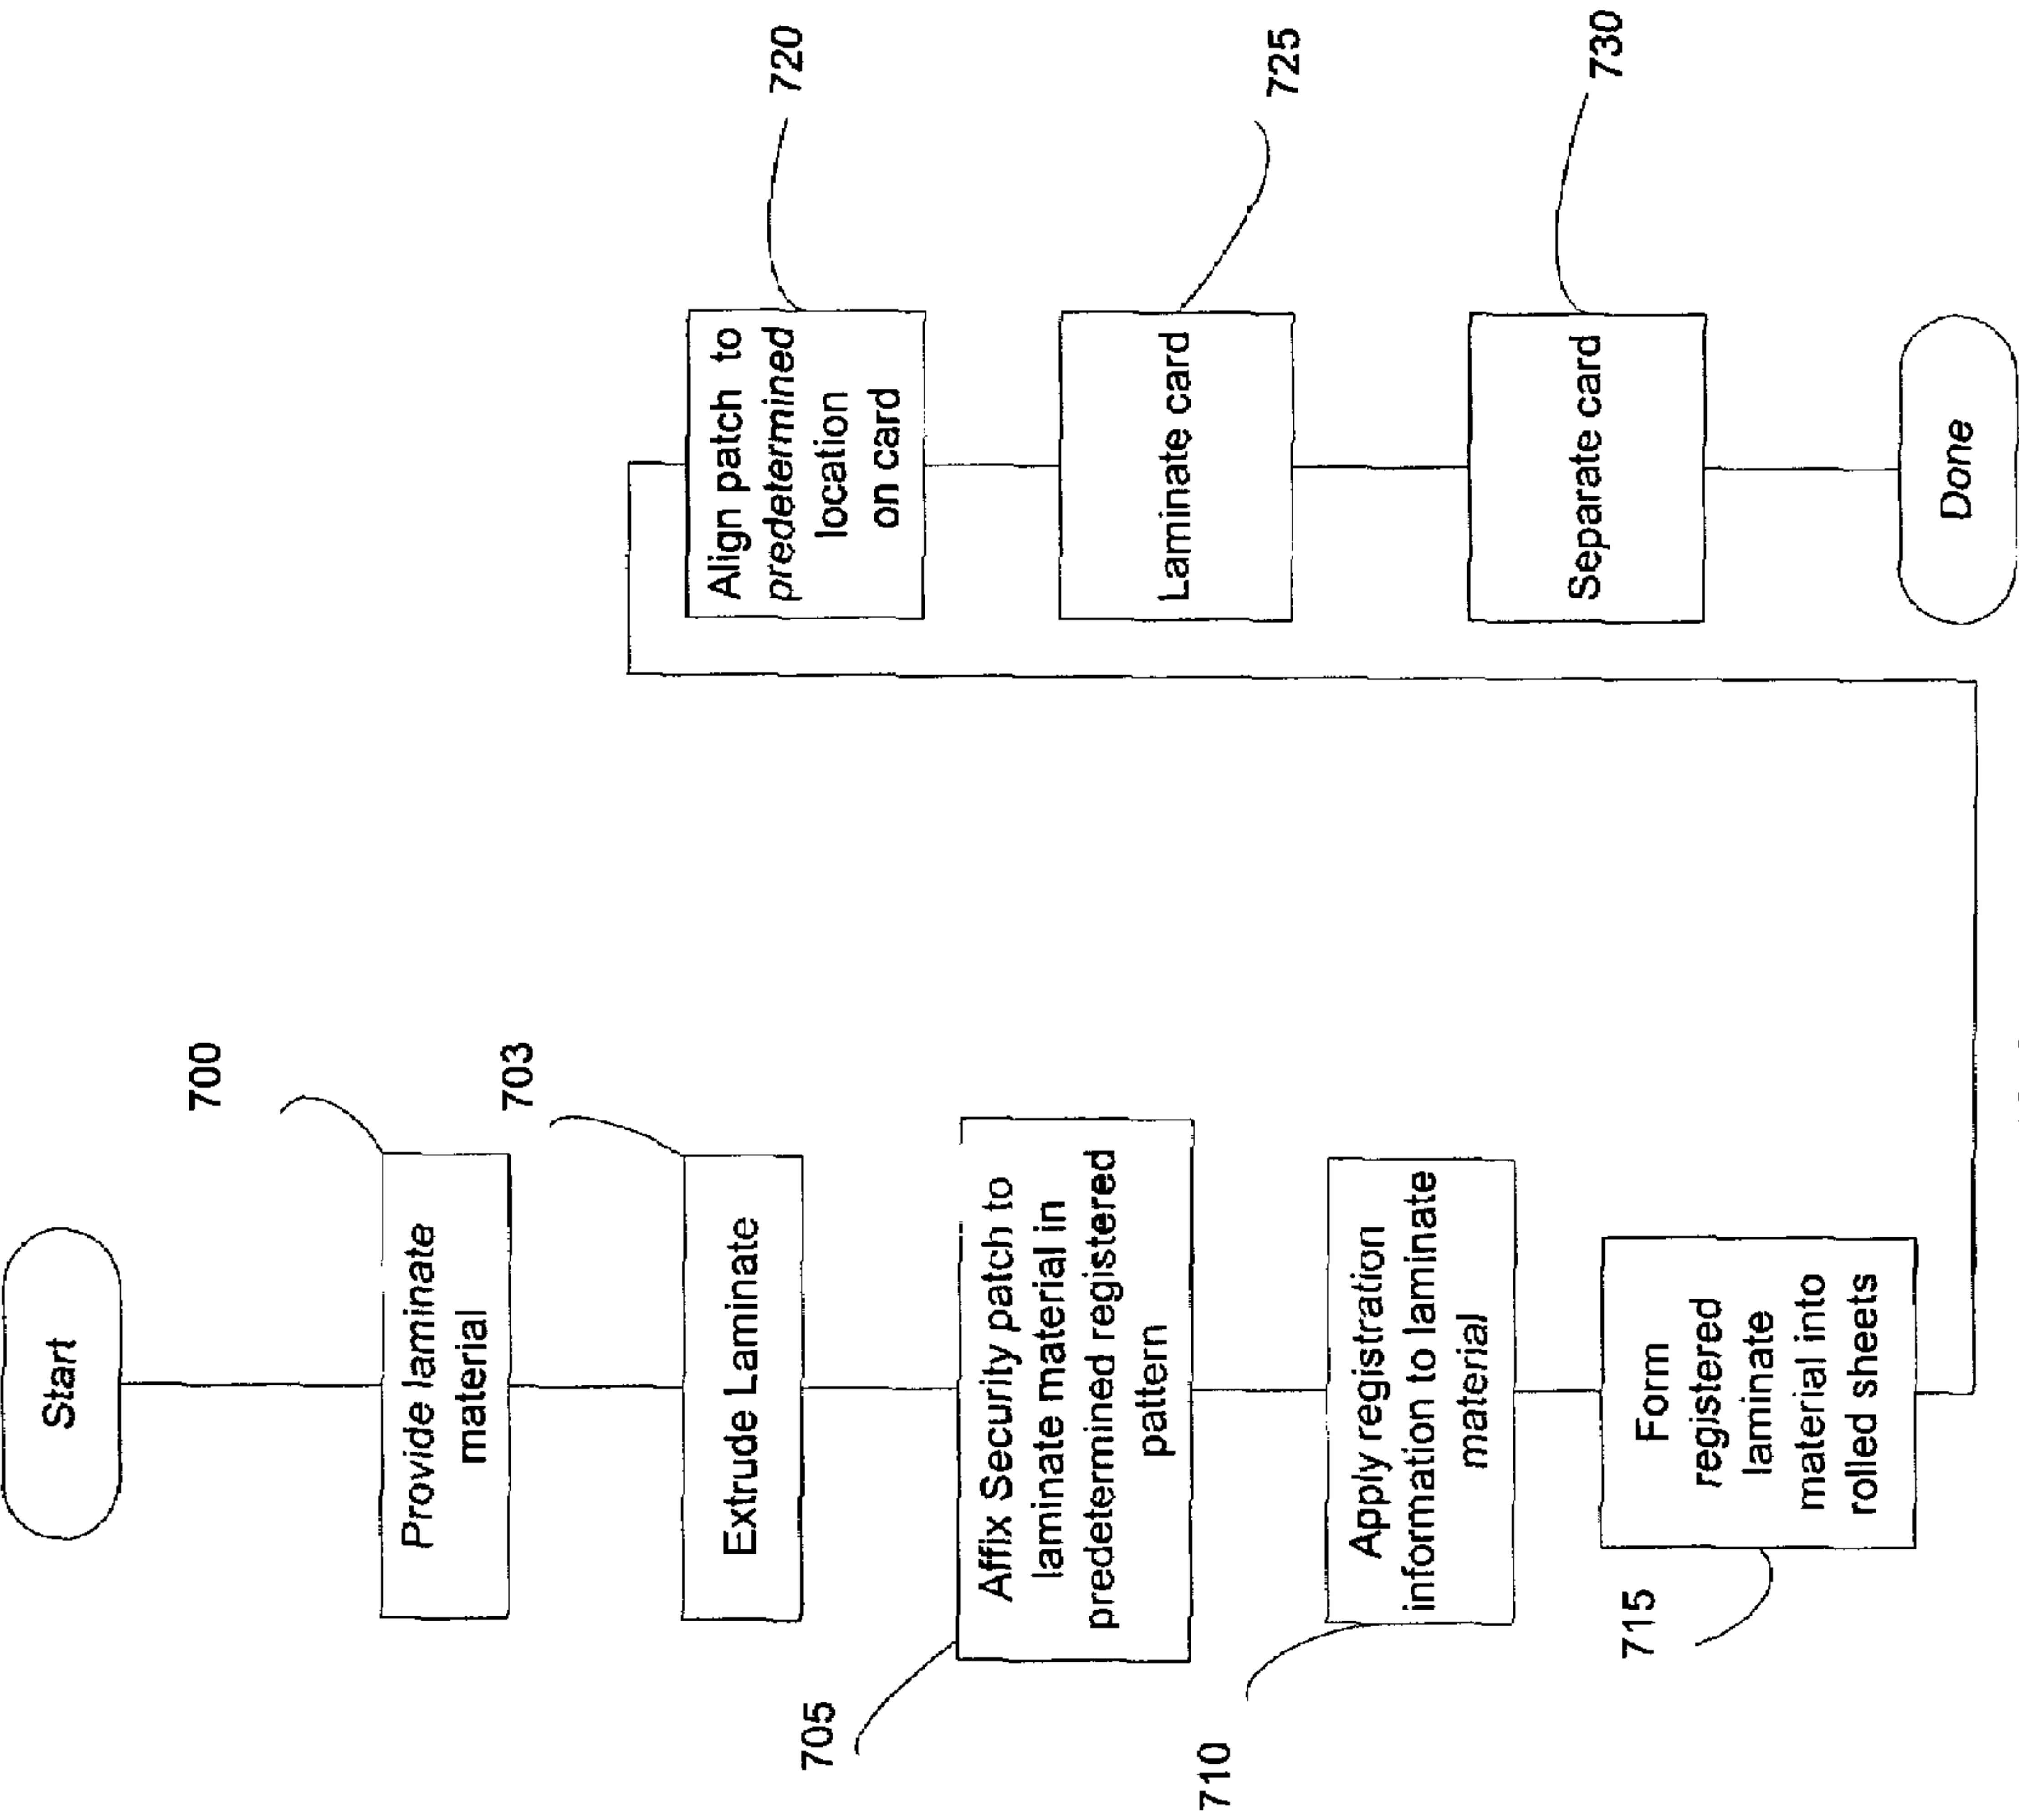 Start
700
Provide laminate
material
703
Extrude Laminate
705
Affix Security patch to
laminate material in
predetermined registered
pattern
710
Apply registration
information to laminate
material
715
Form
registered
laminate
material into
rolled sheets
720
Align patch to
predetermined
location
on card
725
Laminate card
730
Separate card
Done